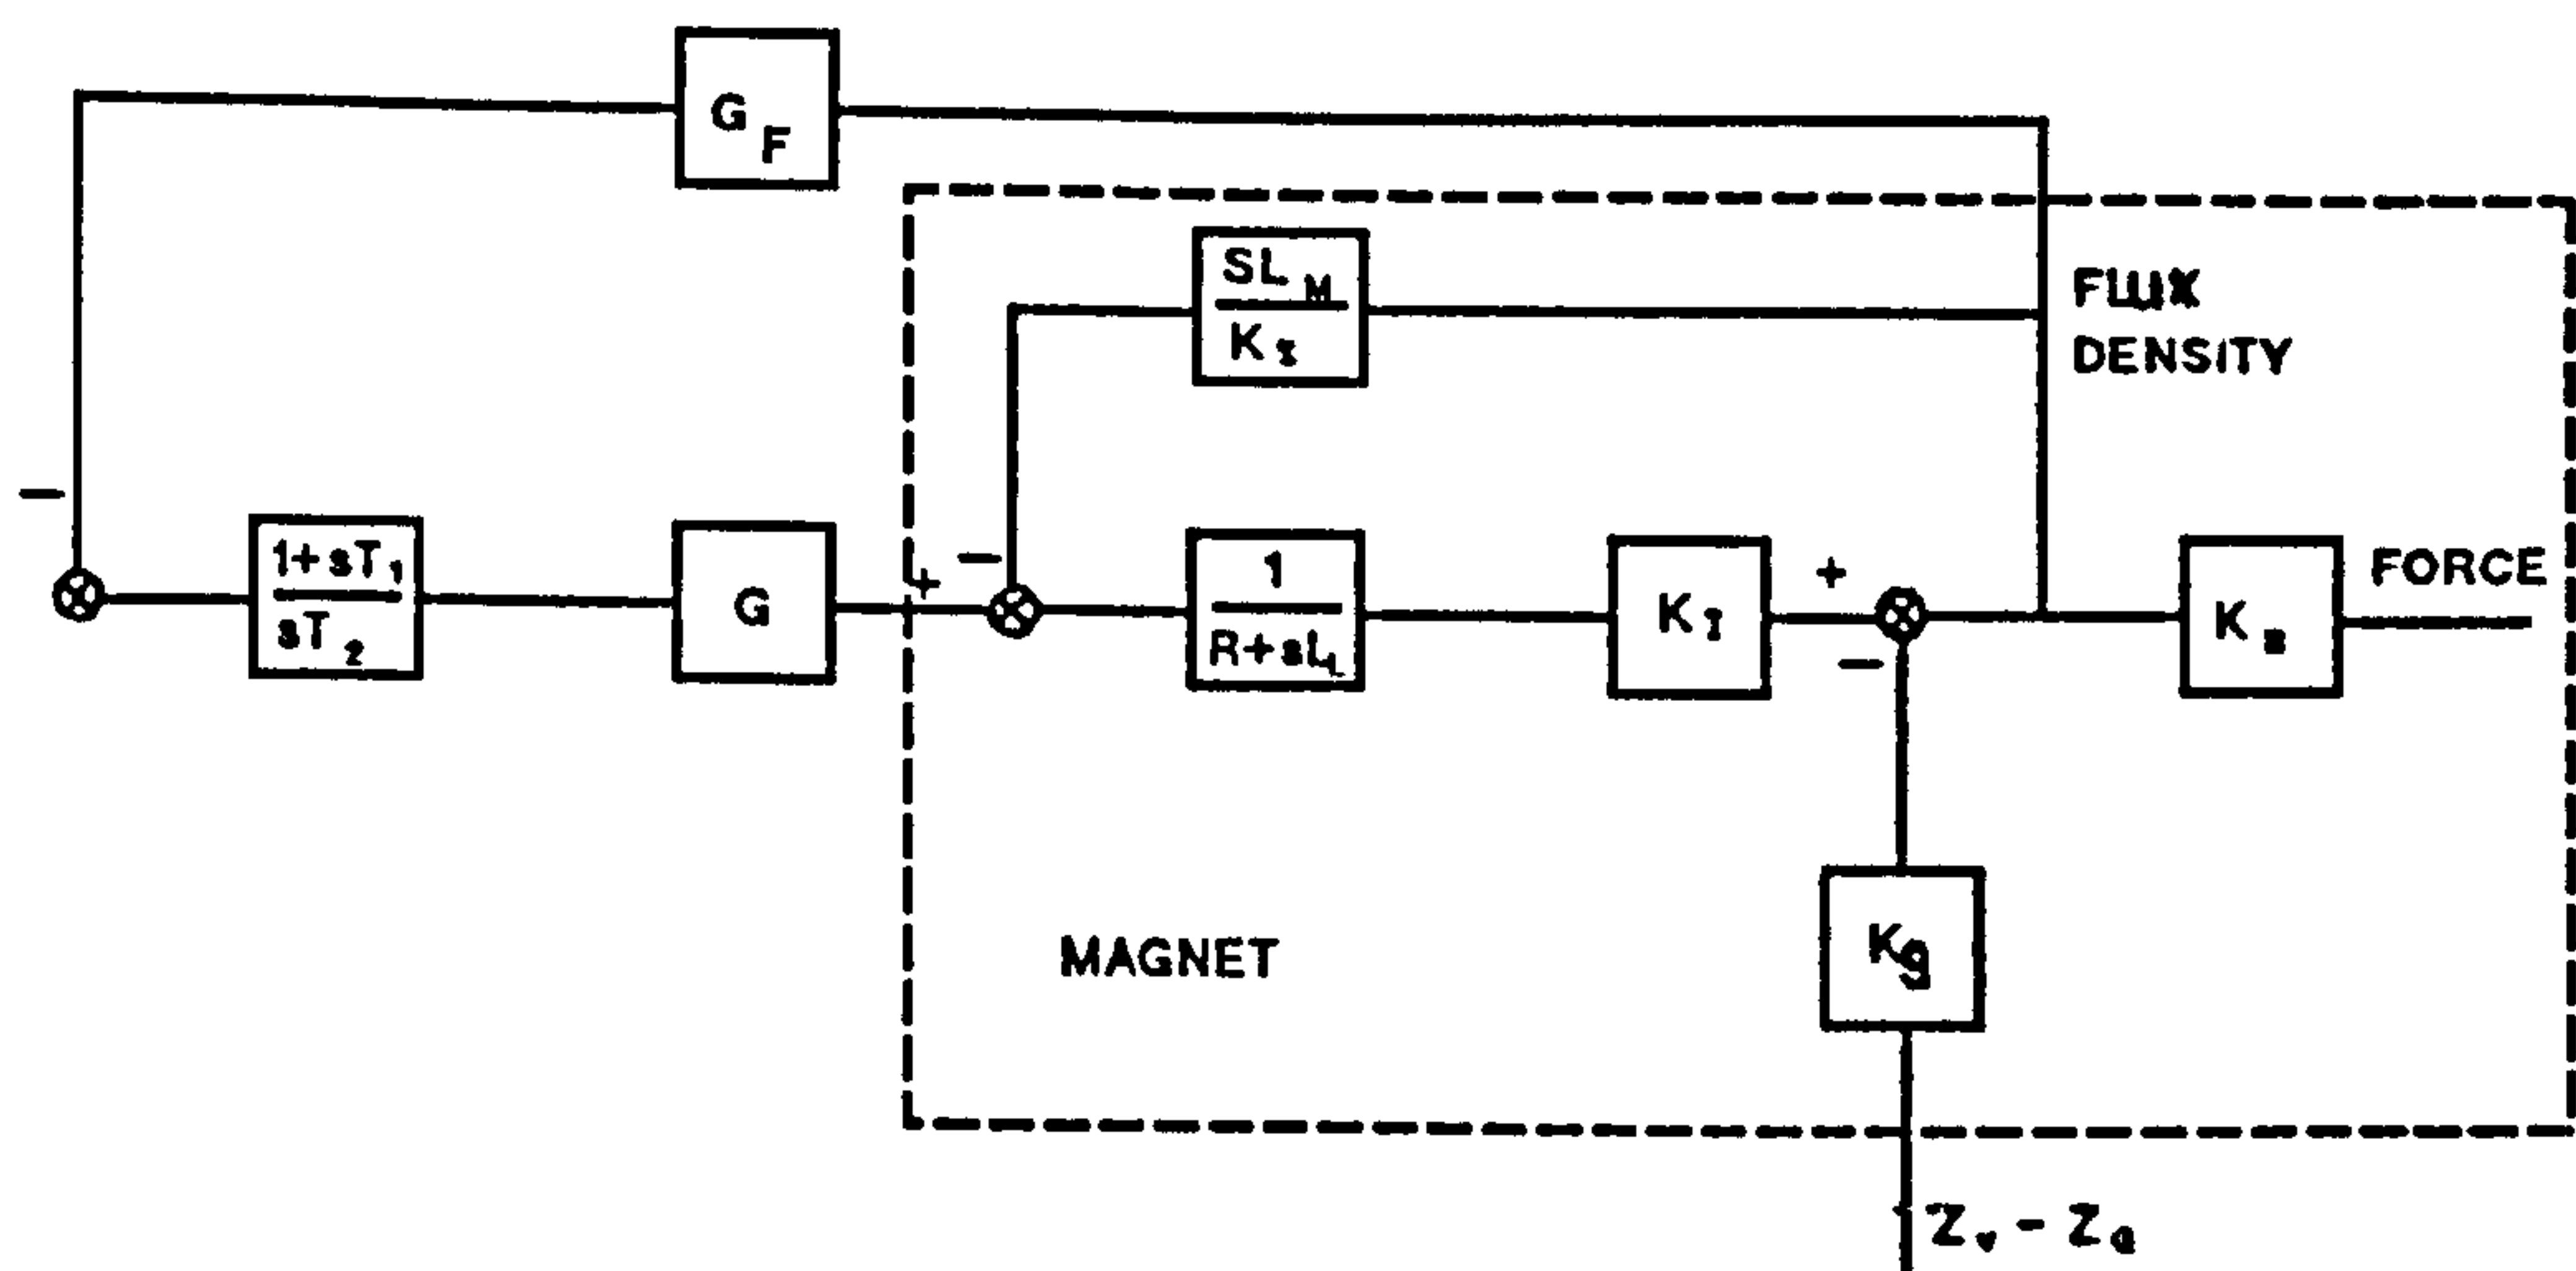 G F
SL M
K I
FLUX
DENSITY
−
1+sT 1
sT 2
G
+
−
1
R+sL L
K I
+
−
K B
FORCE
Kg
MAGNET
Z v - Z a